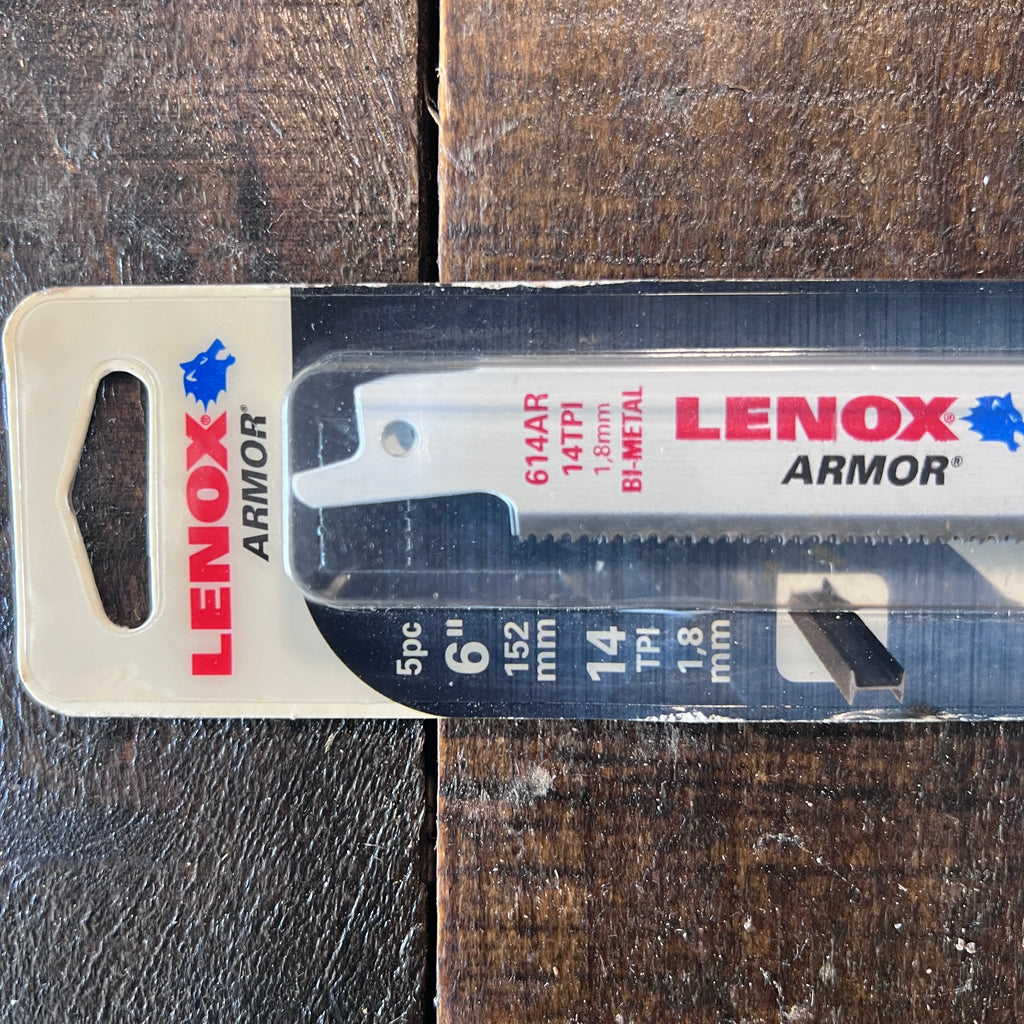 LENOX®
ARMOR®
614AR
14TPI
1,8mm
BI-METAL
LENOX®
ARMOR®
5pc
6"
152
mm
14
TPI
1,8
mm